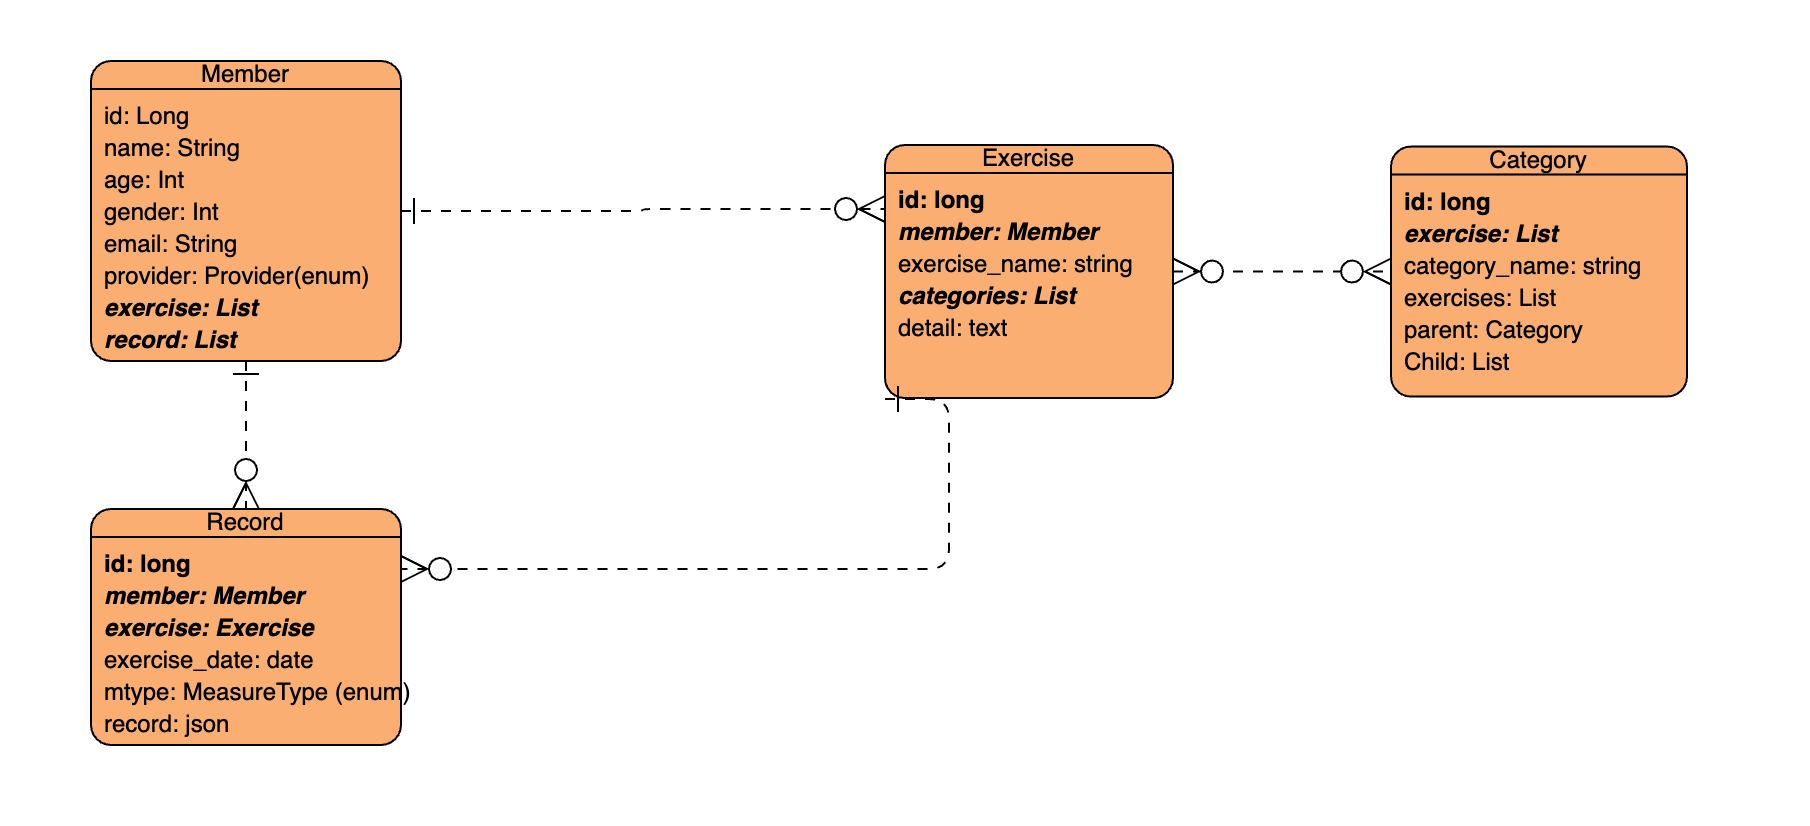 Member
id: Long
name: String
age: Int
gender: Int
email: String
provider: Provider(enum)
exercise: List
record: List
Exercise
id: long
member: Member
exercise_name: string
categories: List
detail: text
Category
id: long
exercise: List
category_name: string
exercises: List
parent: Category
Child: List
Record
id: long
member: Member
exercise: Exercise
exercise_date: date
mtype: MeasureType (enum)
record: json